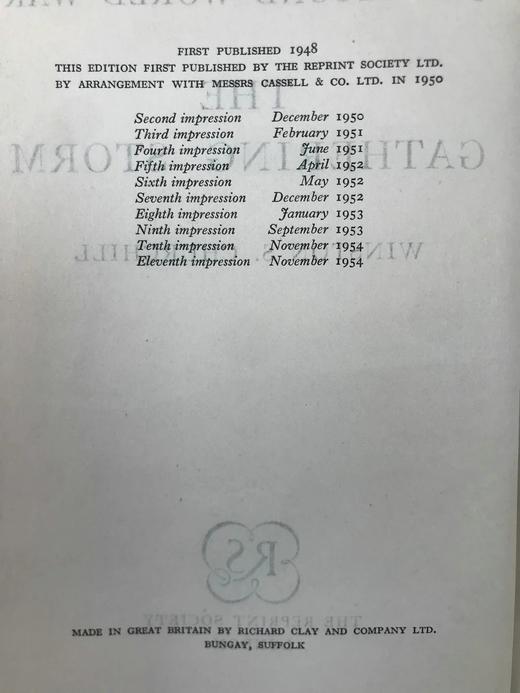 FIRST PUBLISHED 1948
THIS EDITION FIRST PUBLISHED BY THE REPRINT SOCIETY LTD.
BY ARRANGEMENT WITH MESSRS CASSELL & CO. LTD. IN 1950
Second impression December 1950
Third impression February 1951
Fourth impression June 1951
Fifth impression April 1952
Sixth impression May 1952
Seventh impression December 1952
Eighth impression January 1953
Ninth impression September 1953
Tenth impression November 1954
Eleventh impression November 1954
MADE IN GREAT BRITAIN BY RICHARD CLAY AND COMPANY LTD.
BUNGAY, SUFFOLK